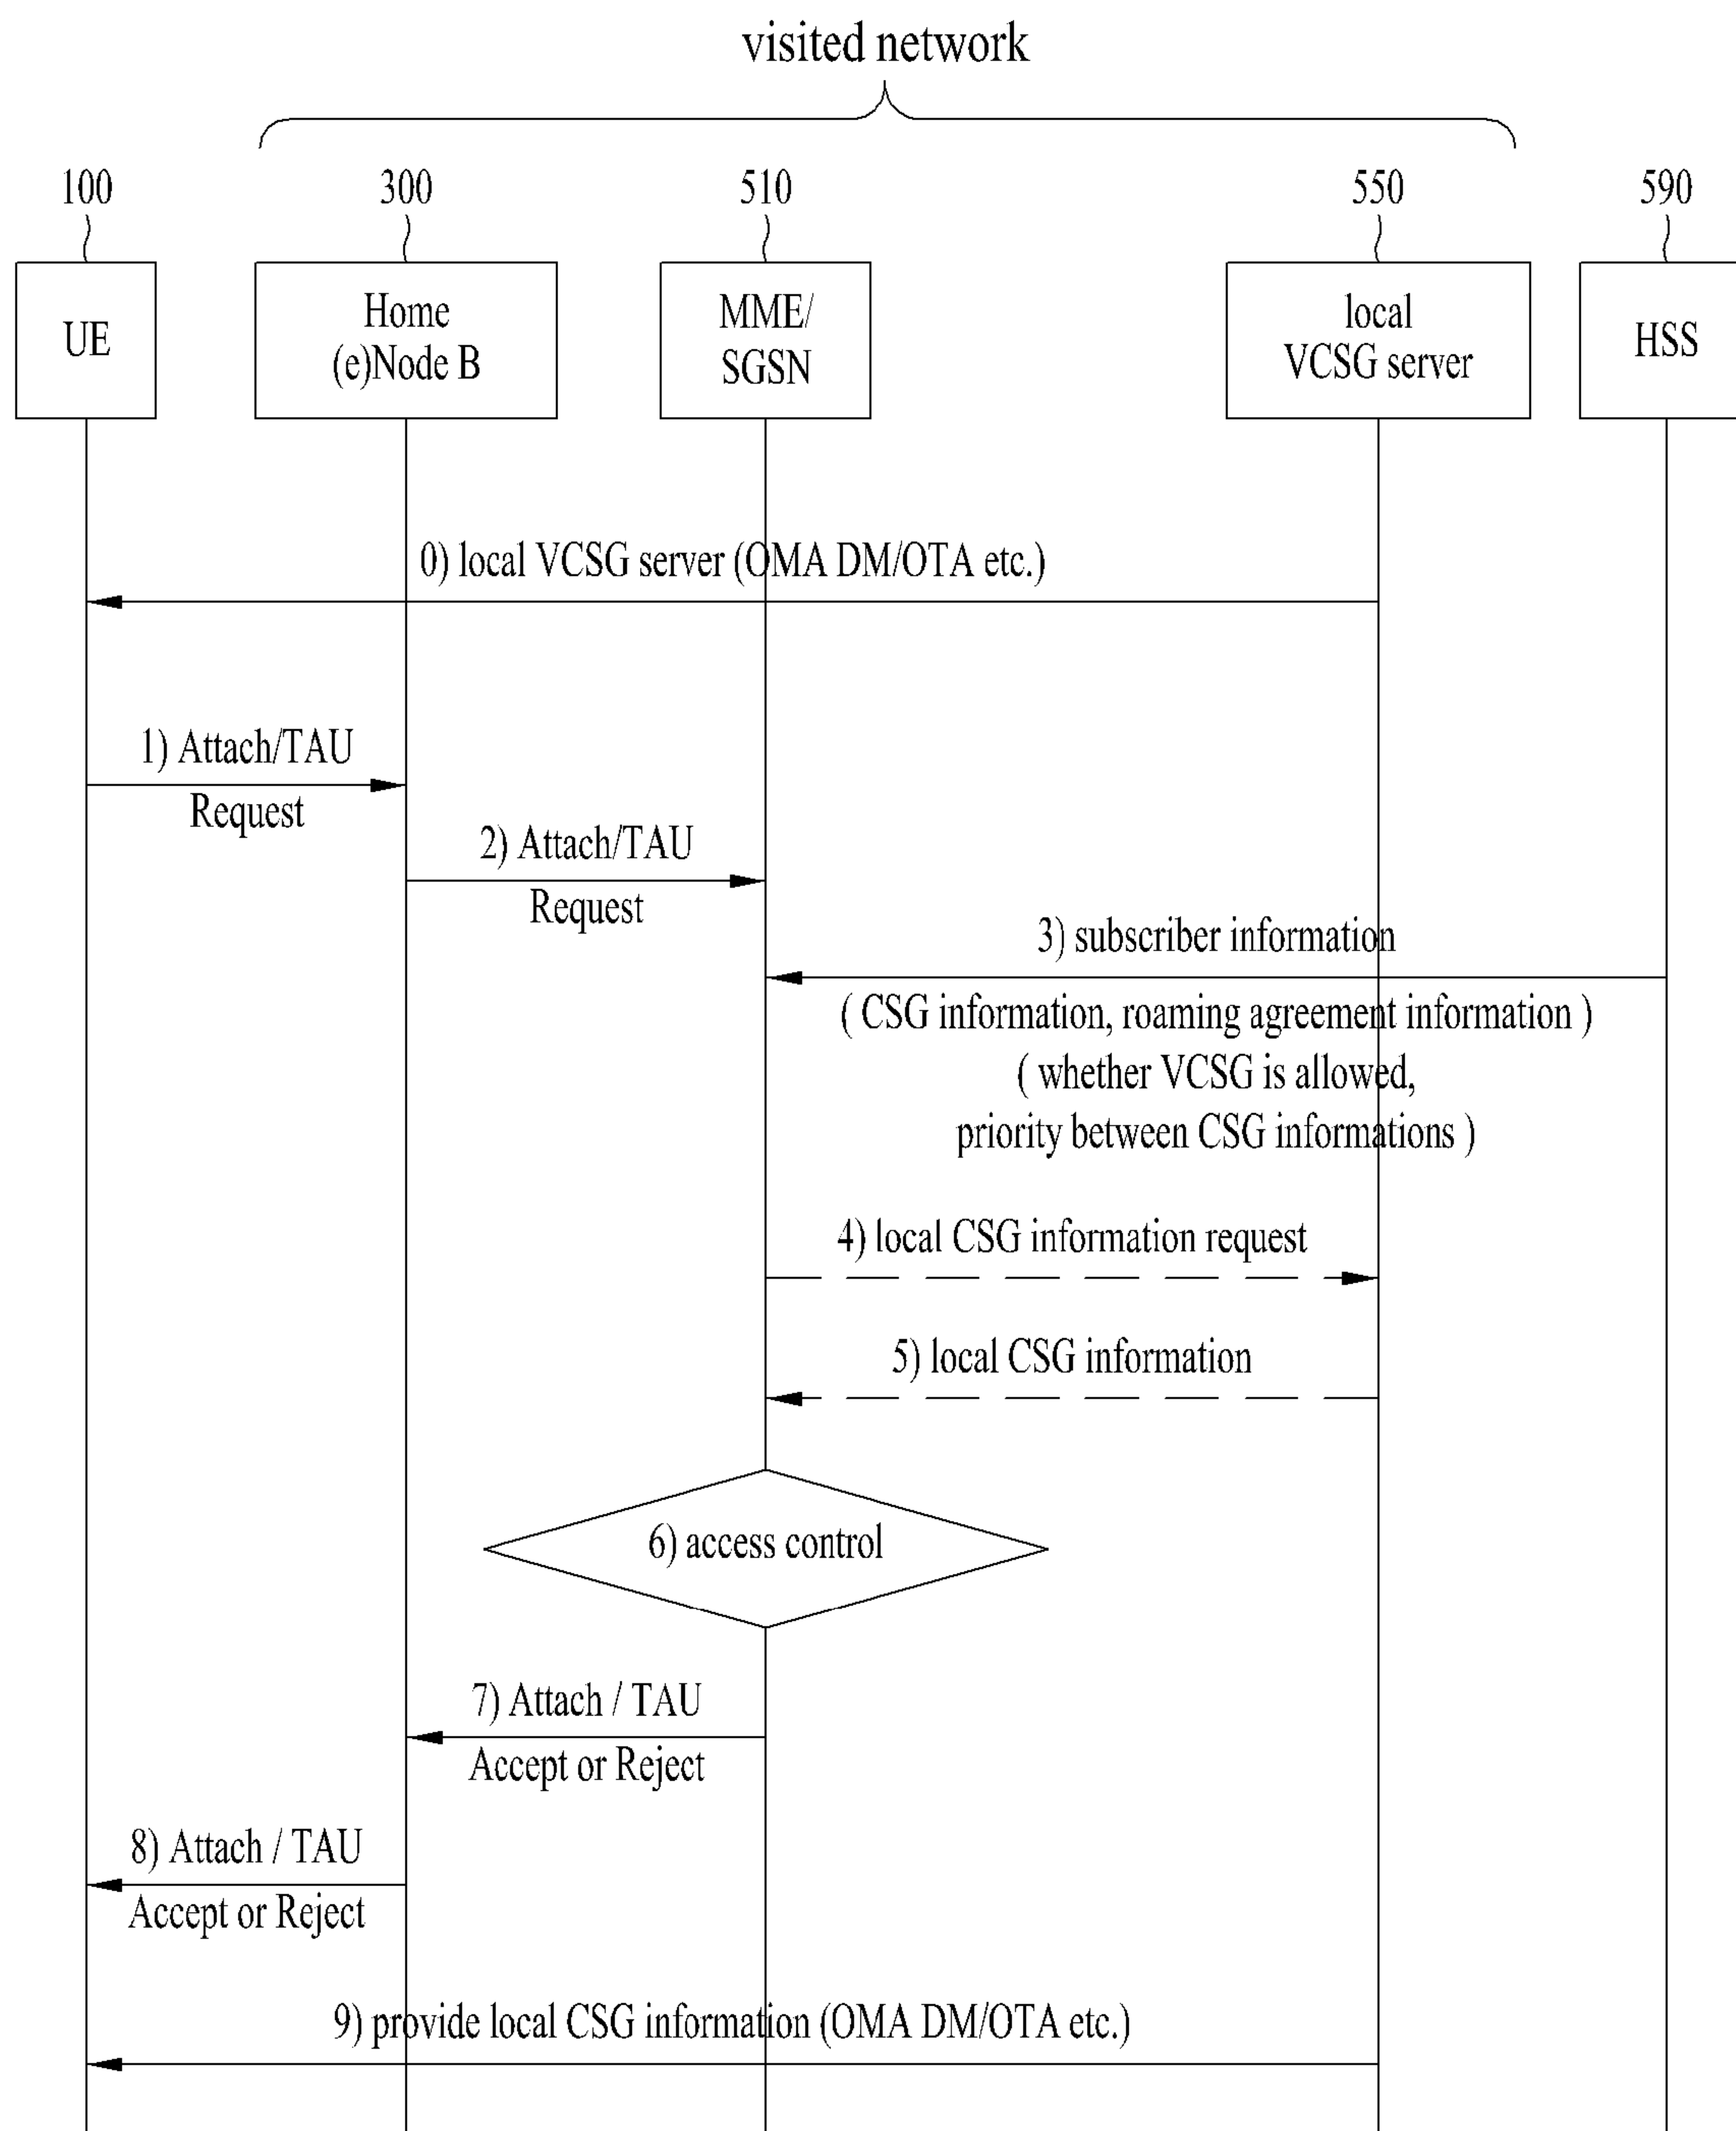 visited network
100
300
510
550
590
UE
Home
(e)Node B
MME/
SGSN
local
VCSG server
HSS
0) local VCSG server (OMA DM/OTA etc.)
1) Attach/TAU
Request
2) Attach/TAU
Request
3) subscriber information
( CSG information, roaming agreement information )
( whether VCSG is allowed,
priority between CSG informations )
4) local CSG information request
5) local CSG information
6) access control
7) Attach / TAU
Accept or Reject
8) Attach / TAU
Accept or Reject
9) provide local CSG information (OMA DM/OTA etc.)